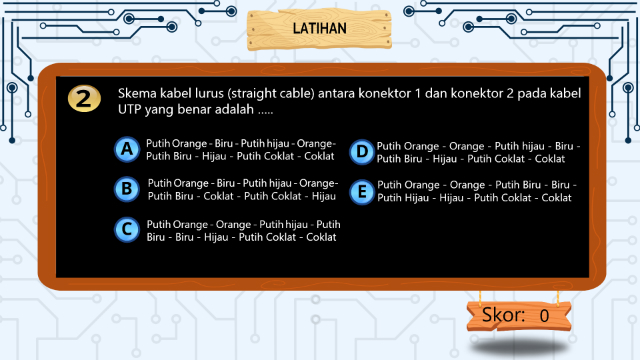 LATIHAN
2
Skema kabel lurus (straight cable) antara konektor 1 dan konektor 2 pada kabel
UTP yang benar adalah .....
A
Putih Orange - Biru - Putih hijau - Orange-
Putih Biru - Hijau - Putih Coklat - Coklat
B
Putih Orange - Biru - Putih hijau - Orange-
Putih Biru - Coklat - Putih Coklat - Hijau
C
Putih Orange - Orange - Putih hijau - Putih
Biru - Biru - Hijau - Putih Coklat - Coklat
D
Putih Orange - Orange - Putih hijau - Biru -
Putih Biru - Hijau - Putih Coklat - Coklat
E
Putih Orange - Orange - Putih Biru - Biru -
Putih Hijau - Hijau - Putih Coklat - Coklat
Skor: 0